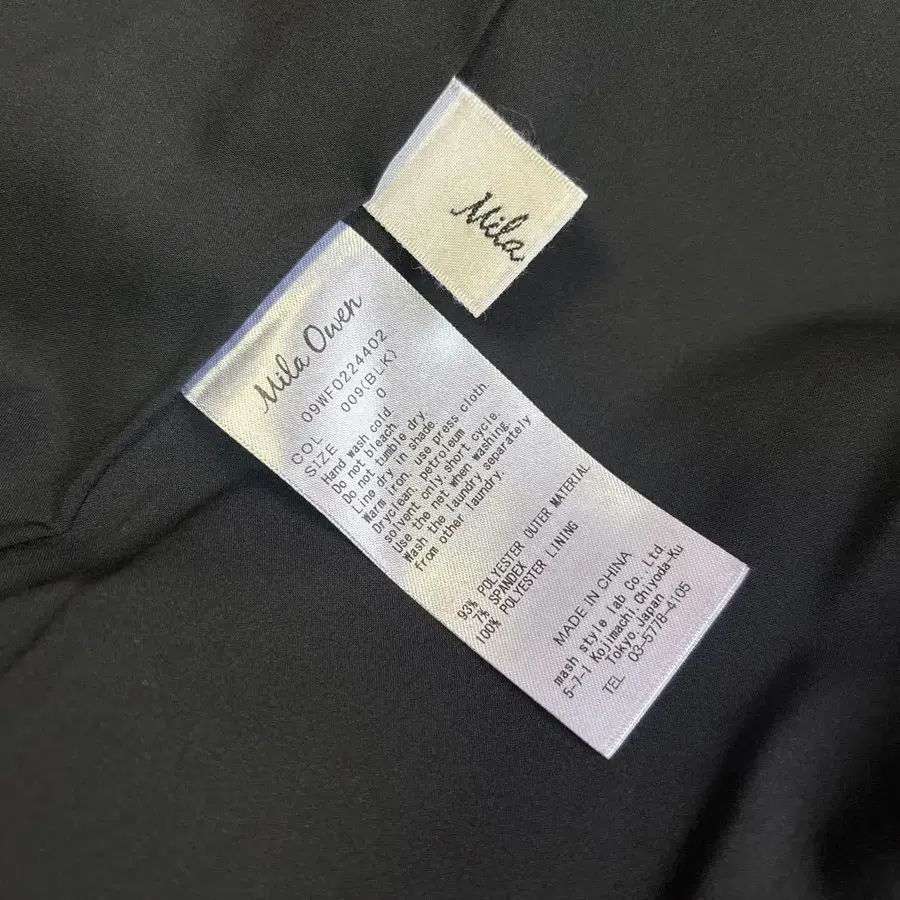 Mila
Mila Owen
09WF0224402
COL 009(BLK)
SIZE 0
Hand wash cold
Do not bleach
Do not tumble dry
Line dry in shade
Warm iron, use press cloth.
Dryclean, petroleum
solvent only, short cycle.
Use the net when washing
Wash the laundry separately
from other laundry.
93% POLYESTER OUTER MATERIAL
7% SPANDEX
100% POLYESTER LINING
MADE IN CHINA
mash style lab Co., Ltd.
5-7-1 Kojimachi, Chiyoda-Ku
Tokyo, Japan
TEL 03-5778-4105